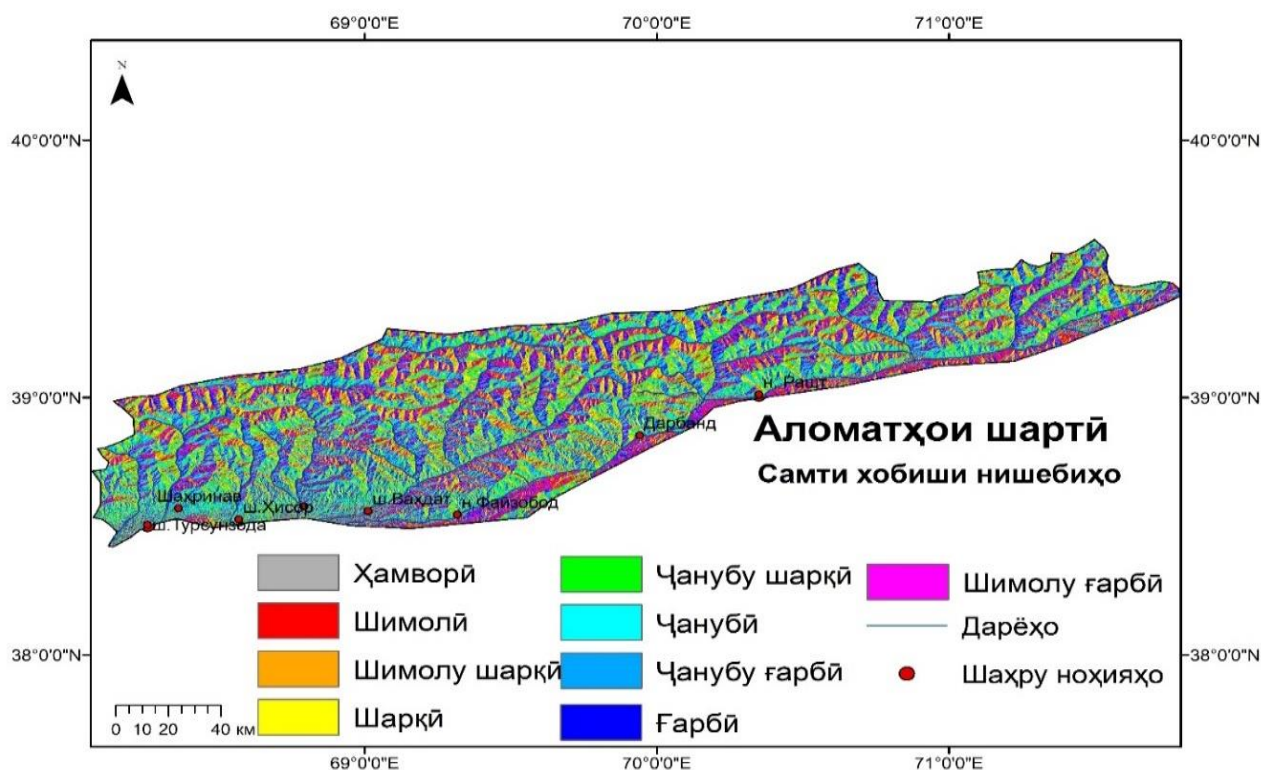 69°0'0"E 70°0'0"E 71°0'0"E
N
40°0'0"N 40°0'0"N
39°0'0"N 39°0'0"N
н. Рашт
Дарбанд
Аломатҳои шартӣ
Самти хобиши нишебиҳо
Шаҳринав
ш.Ҳисор
ш.Ваҳдат
н.Файзобод
ш.Турсунзода
Ҳамворӣ
Шимолӣ
Шимолу шарқӣ
Шарқӣ
Ҷанубу шарқӣ
Ҷанубӣ
Ҷанубу ғарбӣ
Ғарбӣ
Шимолу ғарбӣ
Дарёҳо
Шаҳру ноҳияҳо
38°0'0"N 38°0'0"N
0 10 20 40 км
69°0'0"E 70°0'0"E 71°0'0"E